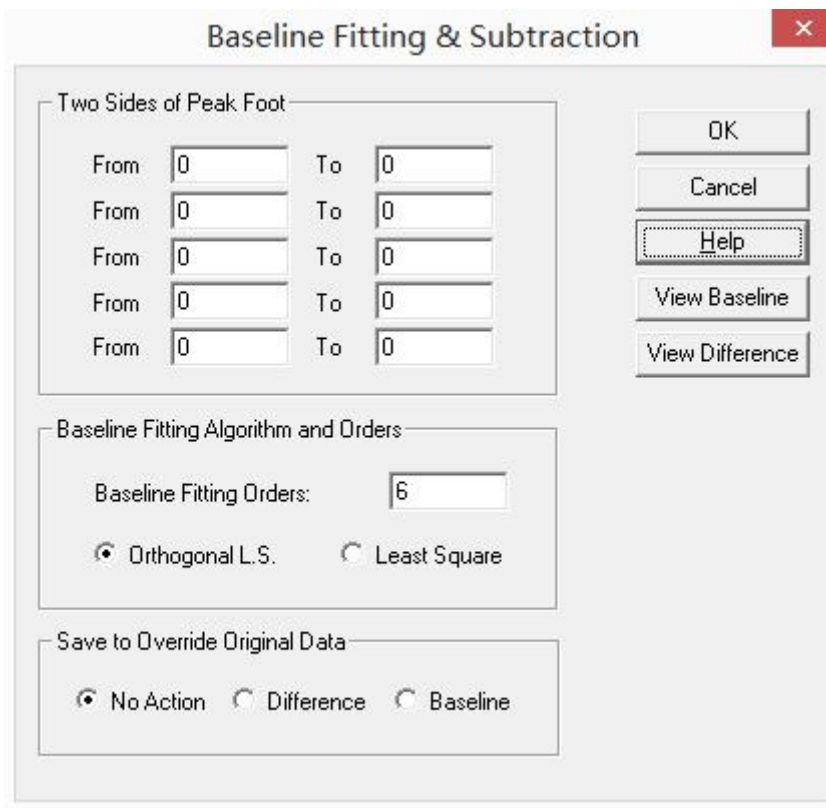 Baseline Fitting & Subtraction
Two Sides of Peak Foot
From 0 To 0
From 0 To 0
From 0 To 0
From 0 To 0
From 0 To 0
OK
Cancel
Help
View Baseline
View Difference
Baseline Fitting Algorithm and Orders
Baseline Fitting Orders: 6
Orthogonal L.S. Least Square
Save to Override Original Data
No Action Difference Baseline